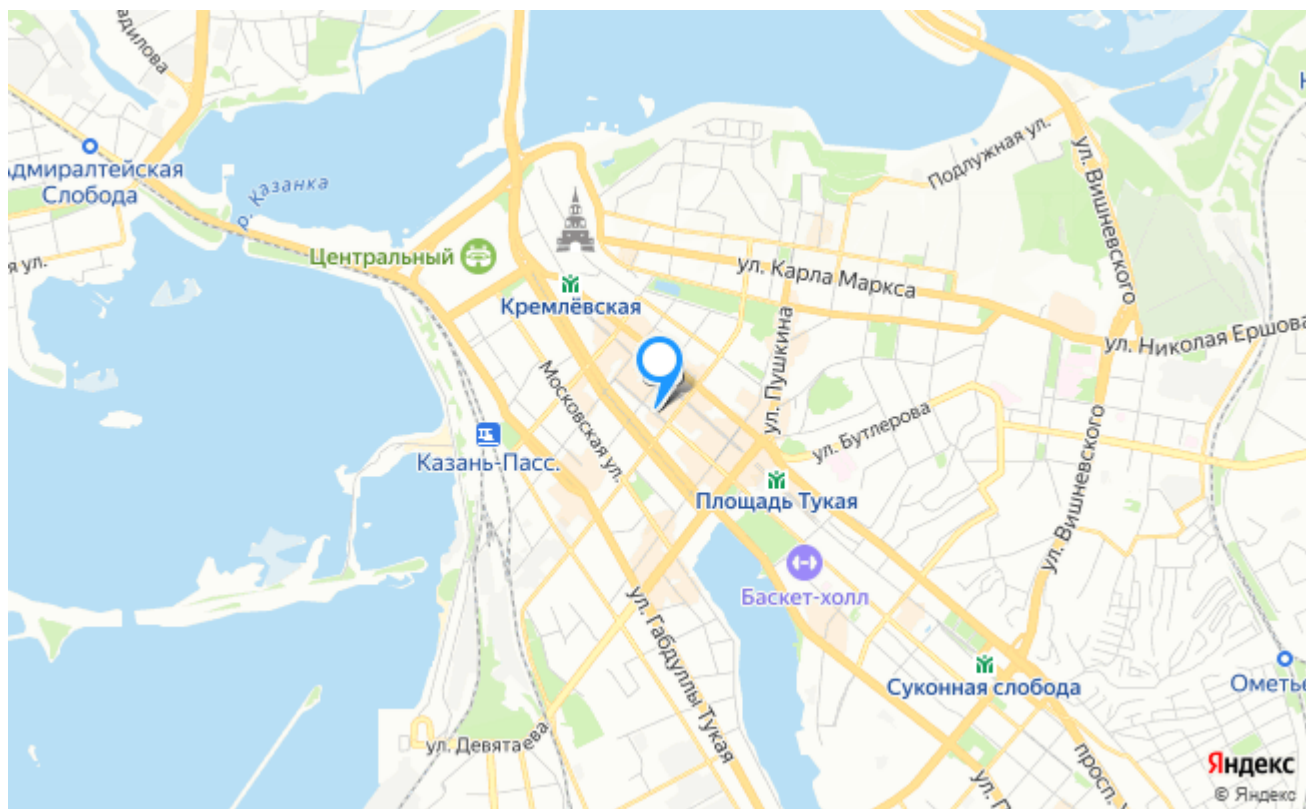 Подлужная ул.
ул. Вишневского
Адмиралтейская
Слобода
р. Казанка
Центральный
ул. Карла Маркса
Кремлёвская
ул. Пушкина
ул. Николая Ершова
Московская ул.
ул. Бутлерова
Казань-Пасс.
Площадь Тукая
ул. Вишневского
Баскет-холл
ул. Габдуллы Тукая
Суконная слобода
Ометье
ул. Девятаева
просп.
Яндекс
© Яндекс